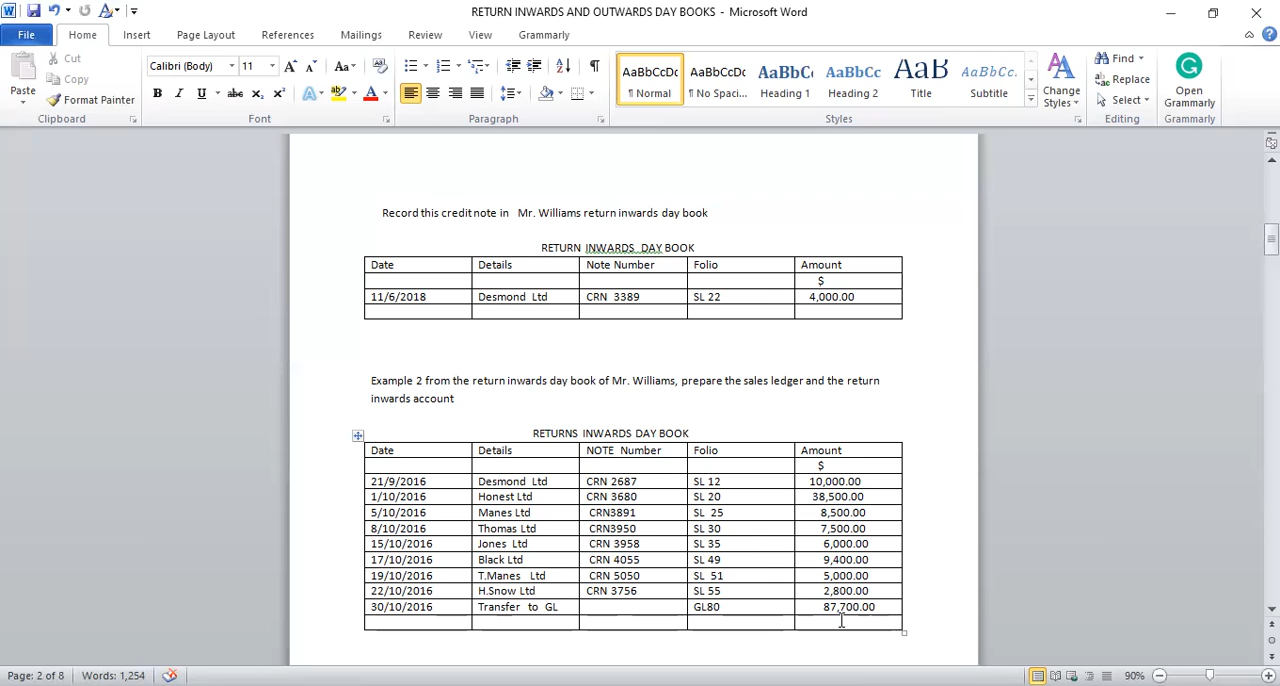 RETURN INWARDS AND OUTWARDS DAY BOOKS - Microsoft Word
File Home Insert Page Layout References Mailings Review View Grammarly
Paste
Cut
Copy
Format Painter
Calibri (Body) 11
AaBbCcDc AaBbCcDc AaBbC AaBbCc AaB AaBbCc.
¶ Normal ¶ No Spaci... Heading 1 Heading 2 Title Subtitle
Change Styles
Find
Replace
Select
Open Grammarly
Clipboard Font Paragraph Styles Editing Grammarly
Record this credit note in Mr. Williams return inwards day book
RETURN INWARDS DAY BOOK
Date Details Note Number Folio Amount
$
11/6/2018 Desmond Ltd CRN 3389 SL 22 4,000.00
Example 2 from the return inwards day book of Mr. Williams, prepare the sales ledger and the return
inwards account
RETURNS INWARDS DAY BOOK
Date Details NOTE Number Folio Amount
$
21/9/2016 Desmond Ltd CRN 2687 SL 12 10,000.00
1/10/2016 Honest Ltd CRN 3680 SL 20 38,500.00
5/10/2016 Manes Ltd CRN3891 SL 25 8,500.00
8/10/2016 Thomas Ltd CRN3950 SL 30 7,500.00
15/10/2016 Jones Ltd CRN 3958 SL 35 6,000.00
17/10/2016 Black Ltd CRN 4055 SL 49 9,400.00
19/10/2016 T.Manes Ltd CRN 5050 SL 51 5,000.00
22/10/2016 H.Snow Ltd CRN 3756 SL 55 2,800.00
30/10/2016 Transfer to GL GL80 87,700.00
Page: 2 of 8 Words: 1,254 90%